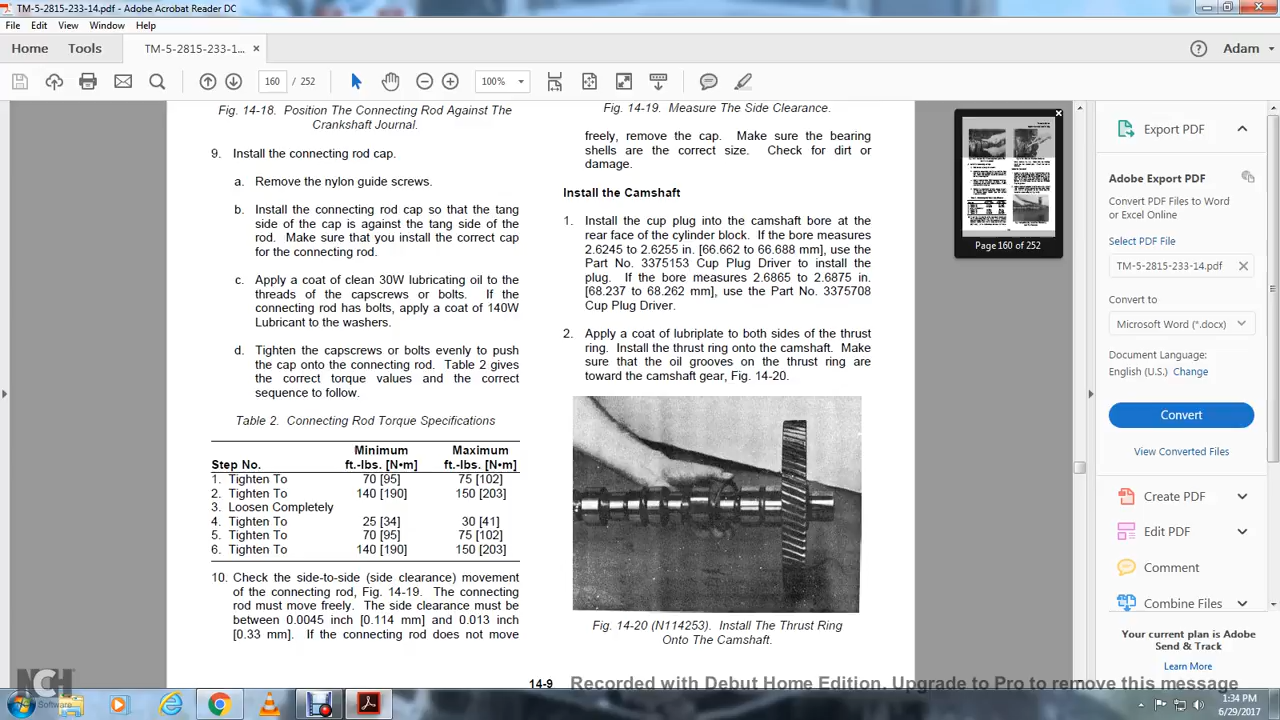 TM-5-2815-233-14.pdf - Adobe Acrobat Reader DC
File Edit View Window Help
Home Tools TM-5-2815-233-1... × Adam
160 / 252 100%
Fig. 14-18. Position The Connecting Rod Against The
Crankshaft Journal.
9. Install the connecting rod cap.
a. Remove the nylon guide screws.
b. Install the connecting rod cap so that the tang
side of the cap is against the tang side of the
rod. Make sure that you install the correct cap
for the connecting rod.
c. Apply a coat of clean 30W lubricating oil to the
threads of the capscrews or bolts. If the
connecting rod has bolts, apply a coat of 140W
Lubricant to the washers.
d. Tighten the capscrews or bolts evenly to push
the cap onto the connecting rod. Table 2 gives
the correct torque values and the correct
sequence to follow.
Table 2. Connecting Rod Torque Specifications
Minimum Maximum
Step No. ft.-lbs. [N•m] ft.-lbs. [N•m]
1. Tighten To 70 [95] 75 [102]
2. Tighten To 140 [190] 150 [203]
3. Loosen Completely
4. Tighten To 25 [34] 30 [41]
5. Tighten To 70 [95] 75 [102]
6. Tighten To 140 [190] 150 [203]
10. Check the side-to-side (side clearance) movement
of the connecting rod, Fig. 14-19. The connecting
rod must move freely. The side clearance must be
between 0.0045 inch [0.114 mm] and 0.013 inch
[0.33 mm]. If the connecting rod does not move
Fig. 14-19. Measure The Side Clearance.
freely, remove the cap. Make sure the bearing
shells are the correct size. Check for dirt or
damage.
Install the Camshaft
1. Install the cup plug into the camshaft bore at the
rear face of the cylinder block. If the bore measures
2.6245 to 2.6255 in. [66.662 to 66.688 mm], use the
Part No. 3375153 Cup Plug Driver to install the
plug. If the bore measures 2.6865 to 2.6875 in.
[68.237 to 68.262 mm], use the Part No. 3375708
Cup Plug Driver.
2. Apply a coat of lubriplate to both sides of the thrust
ring. Install the thrust ring onto the camshaft. Make
sure that the oil grooves on the thrust ring are
toward the camshaft gear, Fig. 14-20.
Fig. 14-20 (N114253). Install The Thrust Ring
Onto The Camshaft.
14-9
Page 160 of 252
Export PDF
Adobe Export PDF
Convert PDF Files to Word
or Excel Online
Select PDF File
TM-5-2815-233-14.pdf
Convert to
Microsoft Word (*.docx)
Document Language:
English (U.S.) Change
Convert
View Converted Files
Create PDF
Edit PDF
Comment
Combine Files
Your current plan is Adobe
Send & Track
Learn More
NCH
Software
Recorded with Debut Home Edition. Upgrade to Pro to remove this message
1:34 PM
6/29/2017